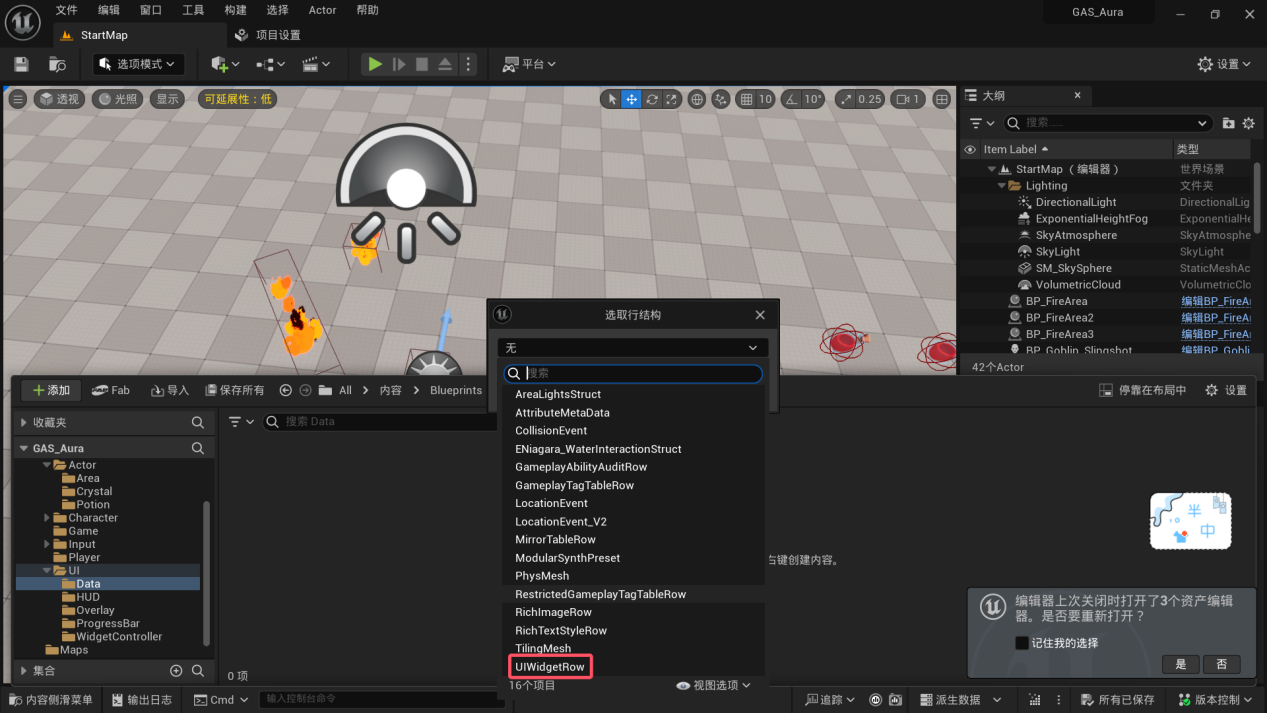 文件 编辑 窗口 工具 构建 选择 Actor 帮助
GAS_Aura
StartMap
项目设置
选项模式
平台
设置
透视 光照 显示 可延展性：低
10 10° 0.25 1
大纲
搜索......
Item Label 类型
StartMap （编辑器） 世界场景
Lighting 文件夹
DirectionalLight DirectionalLig
ExponentialHeightFog ExponentialHe
SkyAtmosphere SkyAtmosphe
SkyLight SkyLight
SM_SkySphere StaticMeshAc
VolumetricCloud VolumetricClo
BP_FireArea 编辑BP_FireAr
BP_FireArea2 编辑BP_FireAr
BP_FireArea3 编辑BP_FireAr
BP_Goblin_Slingshot 编辑BP_Gobli
42个Actor
选取行结构
无
搜索
AreaLightsStruct
AttributeMetaData
CollisionEvent
ENiagara_WaterInteractionStruct
GameplayAbilityAuditRow
GameplayTagTableRow
LocationEvent
LocationEvent_V2
MirrorTableRow
ModularSynthPreset
PhysMesh
RestrictedGameplayTagTableRow
RichImageRow
RichTextStyleRow
TilingMesh
UIWidgetRow
16个项目
视图选项
添加 Fab 导入 保存所有 All 内容 Blueprints
停靠在布局中 设置
收藏夹
搜索 Data
GAS_Aura
Actor
Area
Crystal
Potion
Character
Game
Input
Player
UI
Data
HUD
Overlay
ProgressBar
WidgetController
Maps
集合
0 项
右键创建内容。
半
中
编辑器上次关闭时打开了3个资产编辑
器。是否要重新打开？
记住我的选择
是 否
内容侧滑菜单 输出日志 Cmd 输入控制台命令 追踪 派生数据 所有已保存 版本控制